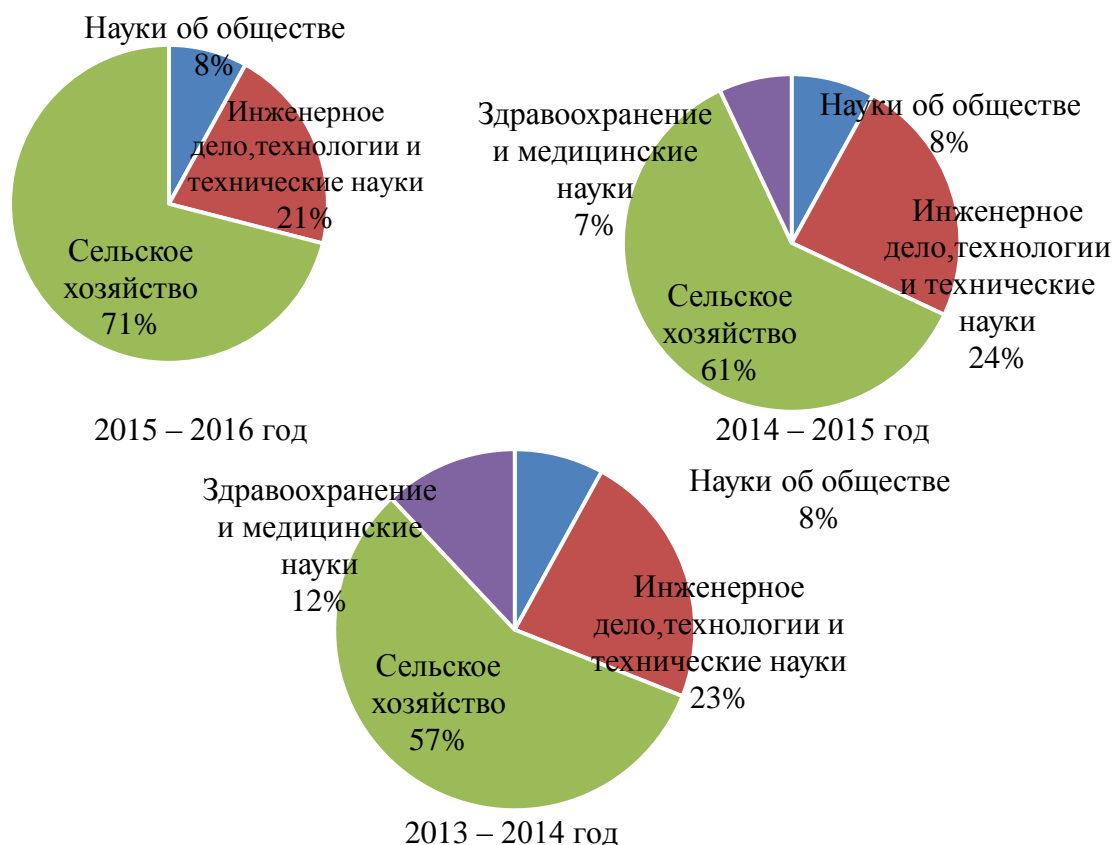 Науки об обществе
8%
Инженерное
дело,технологии и
технические науки
21%
Сельское
хозяйство
71%
2015 – 2016 год
Здравоохранение
и медицинские
науки
7%
Науки об обществе
8%
Инженерное
дело,технологии
и технические
науки
24%
Сельское
хозяйство
61%
2014 – 2015 год
Здравоохранение
и медицинские
науки
12%
Науки об обществе
8%
Инженерное
дело,технологии и
технические науки
23%
Сельское
хозяйство
57%
2013 – 2014 год